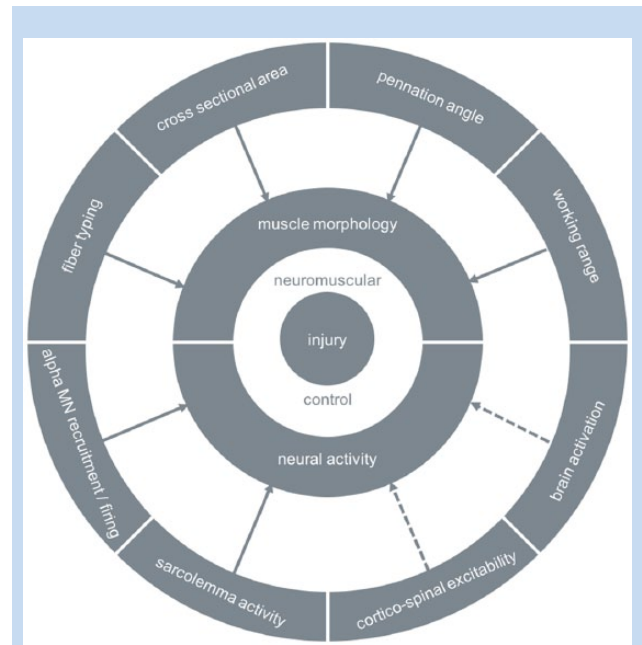 cross sectional area
pennation angle
fiber typing
working range
muscle morphology
neuromuscular
injury
control
neural activity
alpha MN recruitment / firing
brain activation
sarcolemma activity
cortico-spinal excitability